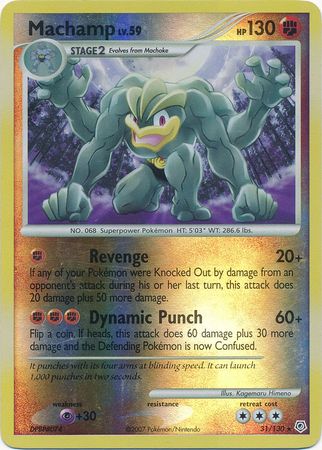 Machamp LV.59 HP 130
STAGE 2 Evolves from Machoke
NO. 068 Superpower Pokémon HT: 5'03" WT: 286.6 lbs.
Revenge 20+
If any of your Pokémon were Knocked Out by damage from
an opponent's attack during his or her last turn, this attack does
20 damage plus 50 more damage.
Dynamic Punch 60+
Flip a coin. If heads, this attack does 60 damage plus 30 more
damage and the Defending Pokémon is now Confused.
It punches with its four arms at blinding speed. It can launch
1,000 punches in two seconds.
Illus. Kagemaru Himeno
weakness resistance retreat cost
+30
DPBP#074 ©2007 Pokémon/Nintendo 31/130 ★